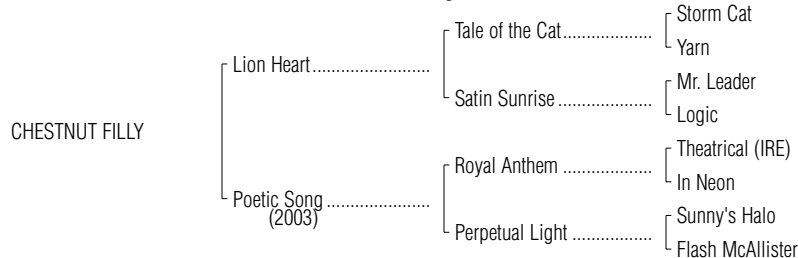 Storm Cat
Tale of the Cat...................
Yarn
Lion Heart.........................
Mr. Leader
Satin Sunrise ....................
Logic
CHESTNUT FILLY
Theatrical (IRE)
Royal Anthem ...................
In Neon
Poetic Song ......................
(2003)
Sunny's Halo
Perpetual Light .................
Flash McAllister